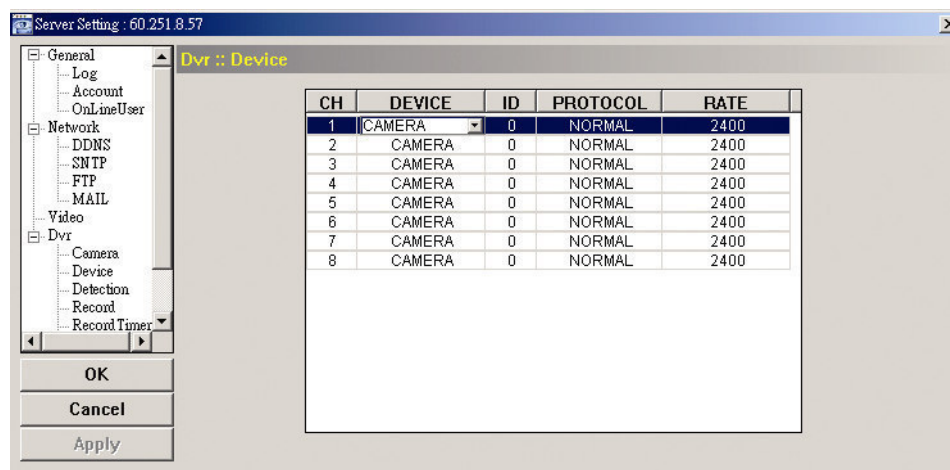 Server Setting : 60.251.8.57
General
Log
Account
OnLineUser
Network
DDNS
SNTP
FTP
MAIL
Video
Dvr
Camera
Device
Detection
Record
Record Timer
OK
Cancel
Apply
Dvr :: Device
CH DEVICE ID PROTOCOL RATE
1 CAMERA 0 NORMAL 2400
2 CAMERA 0 NORMAL 2400
3 CAMERA 0 NORMAL 2400
4 CAMERA 0 NORMAL 2400
5 CAMERA 0 NORMAL 2400
6 CAMERA 0 NORMAL 2400
7 CAMERA 0 NORMAL 2400
8 CAMERA 0 NORMAL 2400